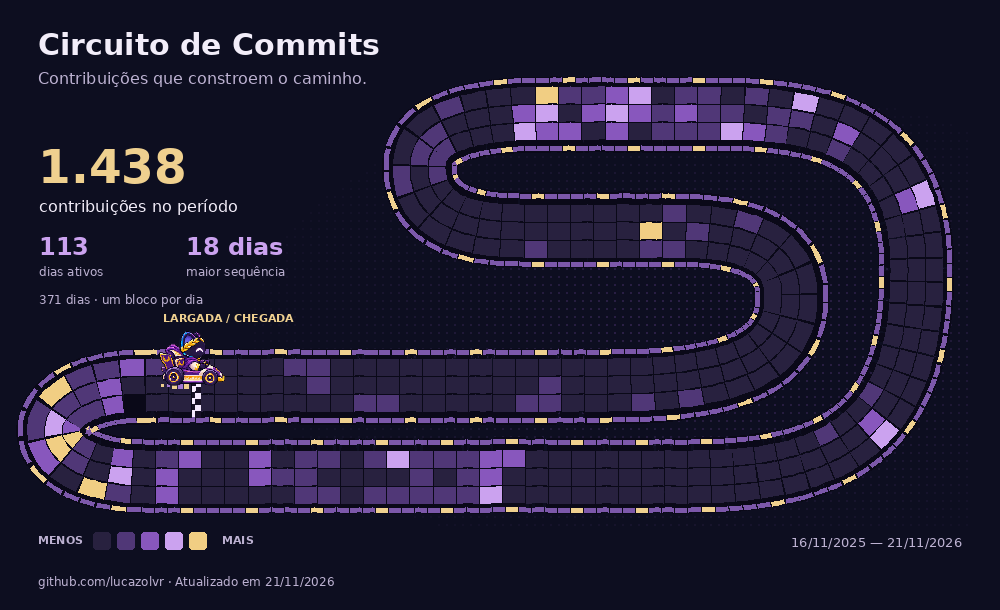 Circuito de Commits
Contribuições que constroem o caminho.
1.438
contribuições no período
113
dias ativos
18 dias
maior sequência
371 dias · um bloco por dia
LARGADA / CHEGADA
MENOS
MAIS
16/11/2025 — 21/11/2026
github.com/lucazolvr · Atualizado em 21/11/2026